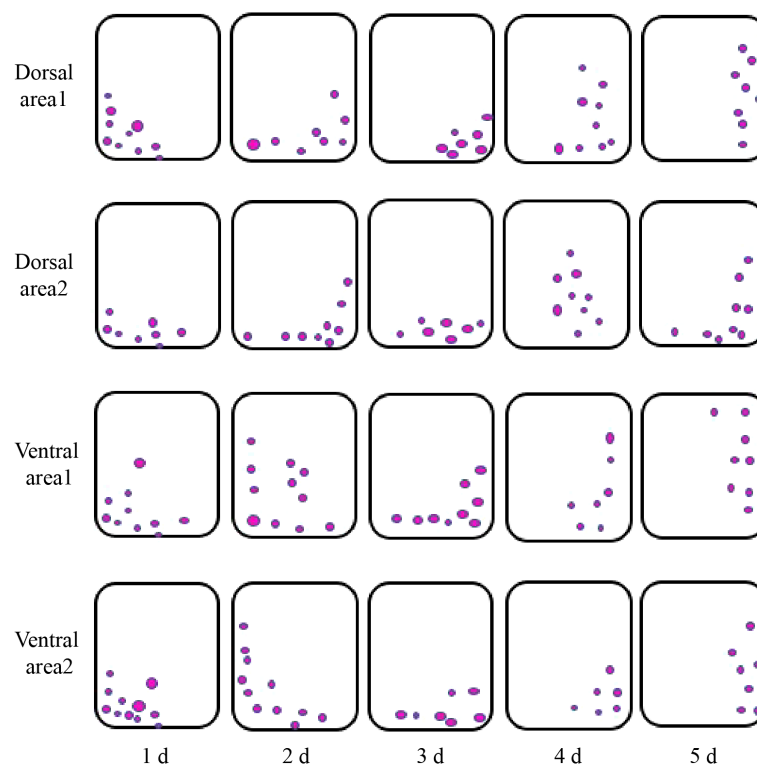 Dorsal
area1
Dorsal
area2
Ventral
area1
Ventral
area2
1 d 2 d 3 d 4 d 5 d